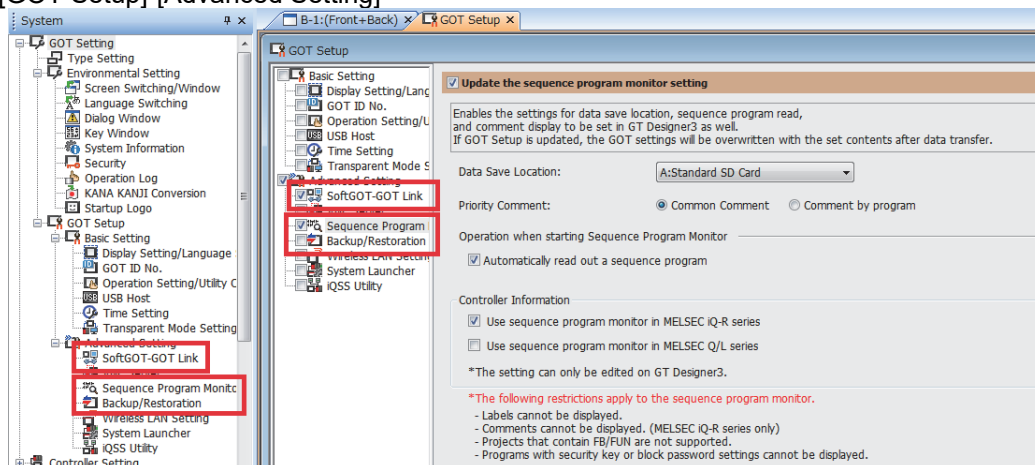 [GOT Setup]-[Advanced Setting]
System
B-1:(Front+Back)
GOT Setup
GOT Setting
Type Setting
Environmental Setting
Screen Switching/Window
Language Switching
Dialog Window
Key Window
System Information
Security
Operation Log
KANA KANJI Conversion
Startup Logo
GOT Setup
Basic Setting
Display Setting/Language
GOT ID No.
Operation Setting/Utility C
USB Host
Time Setting
Transparent Mode Setting
Advanced Setting
SoftGOT-GOT Link
Sequence Program Monito
Backup/Restoration
Wireless LAN Setting
System Launcher
iQSS Utility
Controller Setting
GOT Setup
Basic Setting
Display Setting/Lang
GOT ID No.
Operation Setting/U
USB Host
Time Setting
Transparent Mode S
Advanced Setting
SoftGOT-GOT Link
Sequence Program
Backup/Restoration
Wireless LAN Setting
System Launcher
iQSS Utility
Update the sequence program monitor setting
Enables the settings for data save location, sequence program read,
and comment display to be set in GT Designer3 as well.
If GOT Setup is updated, the GOT settings will be overwritten with the set contents after data transfer.
Data Save Location: A:Standard SD Card
Priority Comment: Common Comment Comment by program
Operation when starting Sequence Program Monitor
Automatically read out a sequence program
Controller Information
Use sequence program monitor in MELSEC iQ-R series
Use sequence program monitor in MELSEC Q/L series
*The setting can only be edited on GT Designer3.
*The following restrictions apply to the sequence program monitor.
- Labels cannot be displayed.
- Comments cannot be displayed. (MELSEC iQ-R series only)
- Projects that contain FB/FUN are not supported.
- Programs with security key or block password settings cannot be displayed.